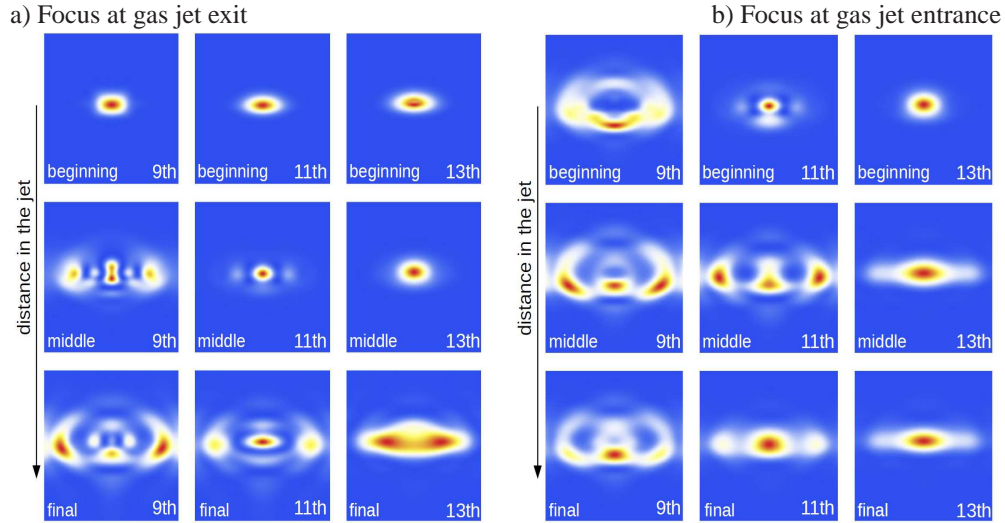 a) Focus at gas jet exit
distance in the jet
beginning 9th
beginning 11th
beginning 13th
middle 9th
middle 11th
middle 13th
final 9th
final 11th
final 13th
b) Focus at gas jet entrance
distance in the jet
beginning 9th
beginning 11th
beginning 13th
middle 9th
middle 11th
middle 13th
final 9th
final 11th
final 13th